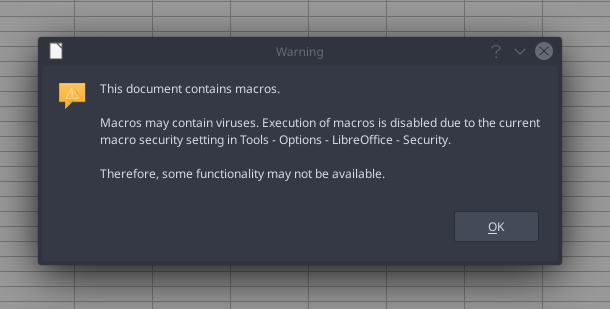 Warning
This document contains macros.
Macros may contain viruses. Execution of macros is disabled due to the current
macro security setting in Tools - Options - LibreOffice - Security.
Therefore, some functionality may not be available.
OK